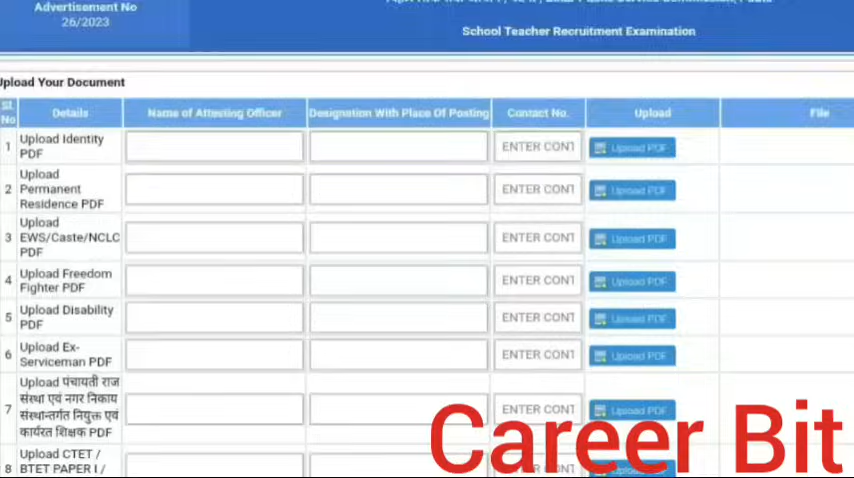 Advertisement No
26/2023
School Teacher Recruitment Examination
Upload Your Document
Sl. No Details Name of Attesting Officer Designation With Place Of Posting Contact No. Upload File
1 Upload Identity PDF ENTER CONT Upload PDF
2 Upload Permanent Residence PDF ENTER CONT Upload PDF
3 Upload EWS/Caste/NCLC PDF ENTER CONT Upload PDF
4 Upload Freedom Fighter PDF ENTER CONT Upload PDF
5 Upload Disability PDF ENTER CONT Upload PDF
6 Upload Ex-Serviceman PDF ENTER CONT Upload PDF
7 Upload पंचायती राज संस्था एवं नगर निकाय संस्थान्तर्गत नियुक्त एवं कार्यरत शिक्षक PDF ENTER CONT Upload PDF
8 Upload CTET / BTET PAPER I /
Career Bit